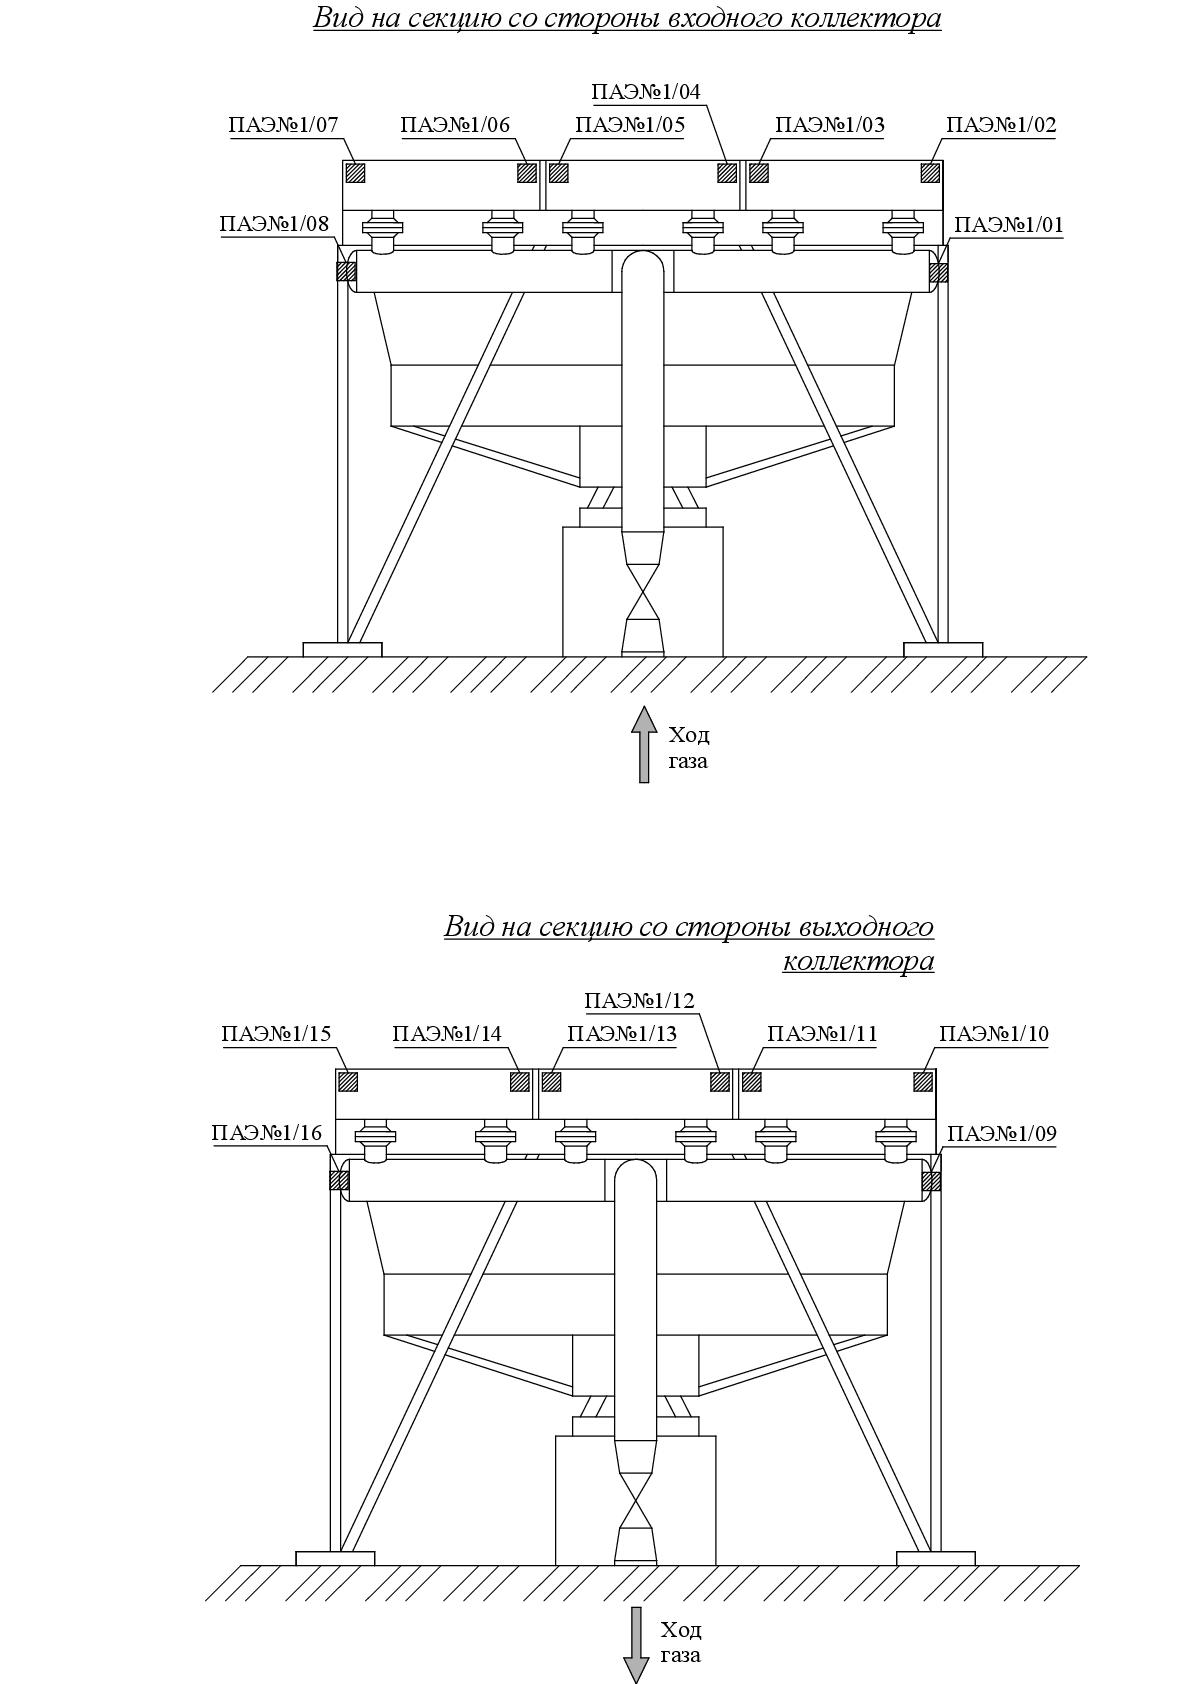 Вид на секцию со стороны входного коллектора
ПАЭ№1/04
ПАЭ№1/07
ПАЭ№1/06
ПАЭ№1/05
ПАЭ№1/03
ПАЭ№1/02
ПАЭ№1/08
ПАЭ№1/01
Ход
газа
Вид на секцию со стороны выходного
коллектора
ПАЭ№1/12
ПАЭ№1/15
ПАЭ№1/14
ПАЭ№1/13
ПАЭ№1/11
ПАЭ№1/10
ПАЭ№1/16
ПАЭ№1/09
Ход
газа